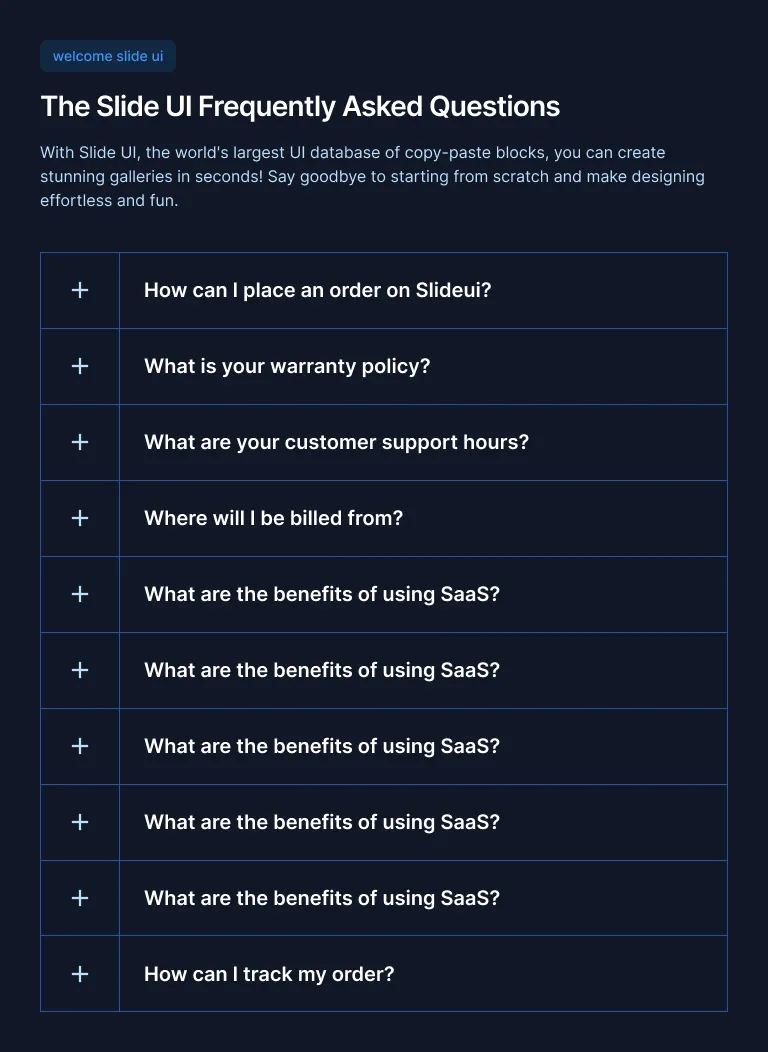 welcome slide ui
The Slide UI Frequently Asked Questions
With Slide UI, the world's largest UI database of copy-paste blocks, you can create
stunning galleries in seconds! Say goodbye to starting from scratch and make designing
effortless and fun.
How can I place an order on Slideui?
What is your warranty policy?
What are your customer support hours?
Where will I be billed from?
What are the benefits of using SaaS?
What are the benefits of using SaaS?
What are the benefits of using SaaS?
What are the benefits of using SaaS?
What are the benefits of using SaaS?
How can I track my order?